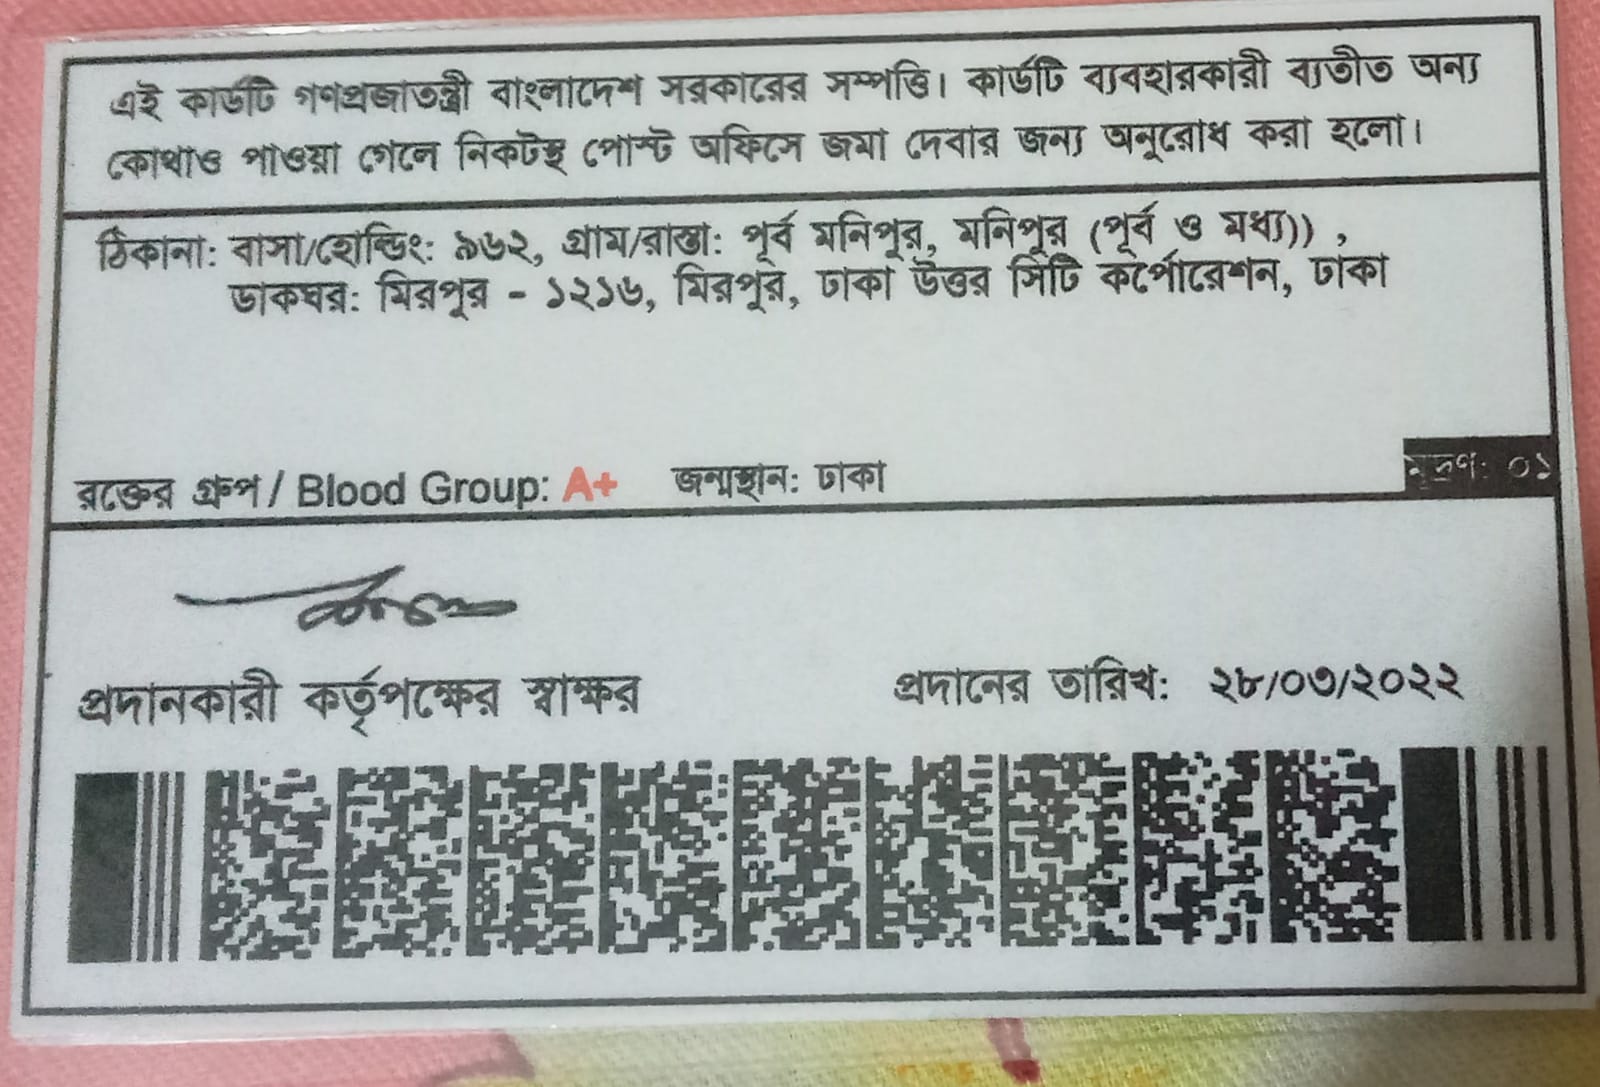 এই কার্ডটি গণপ্রজাতন্ত্রী বাংলাদেশ সরকারের সম্পত্তি। কার্ডটি ব্যবহারকারী ব্যতীত অন্য
কোথাও পাওয়া গেলে নিকটস্থ পোস্ট অফিসে জমা দেবার জন্য অনুরোধ করা হলো।
ঠিকানা: বাসা/হোল্ডিং: ৯৬২, গ্রাম/রাস্তা: পূর্ব মনিপুর, মনিপুর (পূর্ব ও মধ্য)) ,
ডাকঘর: মিরপুর - ১২১৬, মিরপুর, ঢাকা উত্তর সিটি কর্পোরেশন, ঢাকা
রক্তের গ্রুপ / Blood Group: A+ জন্মস্থান: ঢাকা
মুদ্রণ: ০১
প্রদানকারী কর্তৃপক্ষের স্বাক্ষর প্রদানের তারিখ: ২৮/০৩/২০২২